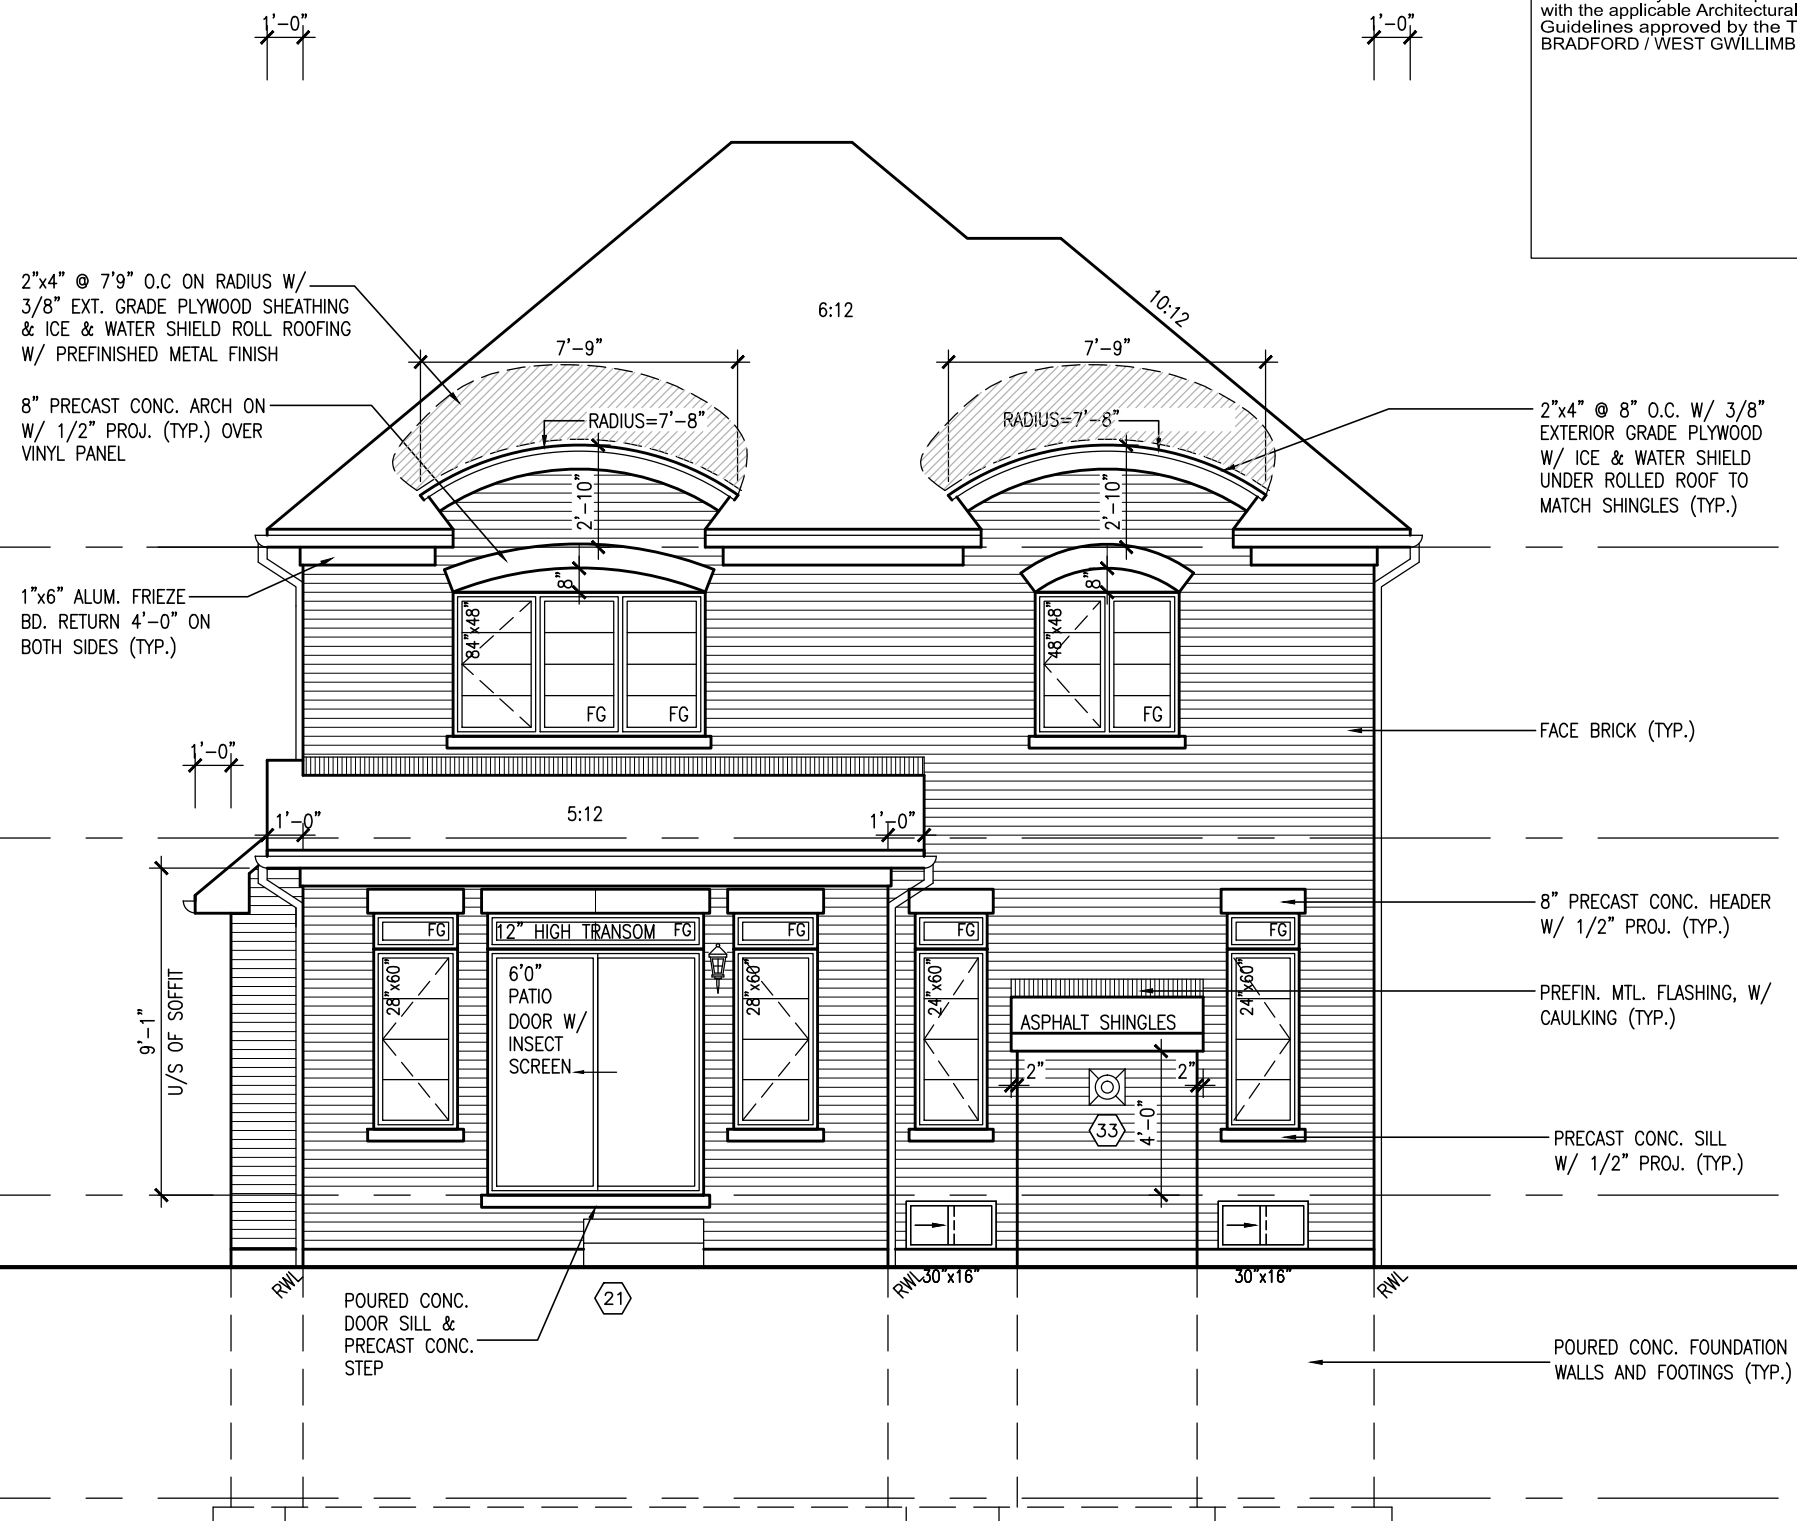 1'-0"
1'-0"
with the applicable Architectural
Guidelines approved by the T
BRADFORD / WEST GWILLIMB
2"x4" @ 7'9" O.C ON RADIUS W/
3/8" EXT. GRADE PLYWOOD SHEATHING
& ICE & WATER SHIELD ROLL ROOFING
W/ PREFINISHED METAL FINISH
6:12
10:12
7'-9"
7'-9"
8" PRECAST CONC. ARCH ON
W/ 1/2" PROJ. (TYP.) OVER
VINYL PANEL
RADIUS=7'-8"
RADIUS=7'-8"
2"x4" @ 8" O.C. W/ 3/8"
EXTERIOR GRADE PLYWOOD
W/ ICE & WATER SHIELD
UNDER ROLLED ROOF TO
MATCH SHINGLES (TYP.)
2'-10"
2'-10"
8"
8"
1"x6" ALUM. FRIEZE
BD. RETURN 4'-0" ON
BOTH SIDES (TYP.)
84"x48"
FG
FG
48"x48"
FG
FACE BRICK (TYP.)
1'-0"
1'-0"
5:12
1'-0"
8" PRECAST CONC. HEADER
W/ 1/2" PROJ. (TYP.)
FG
12" HIGH TRANSOM
FG
FG
FG
FG
28"x60"
6'0"
PATIO
DOOR W/
INSECT
SCREEN
28"x60"
24"x60"
24"x60"
PREFIN. MTL. FLASHING, W/
CAULKING (TYP.)
ASPHALT SHINGLES
9'-1"
U/S OF SOFFIT
2"
2"
33
4'-0"
PRECAST CONC. SILL
W/ 1/2" PROJ. (TYP.)
RWL
RWL
30"x16"
30"x16"
RWL
POURED CONC.
DOOR SILL &
PRECAST CONC.
STEP
21
POURED CONC. FOUNDATION
WALLS AND FOOTINGS (TYP.)